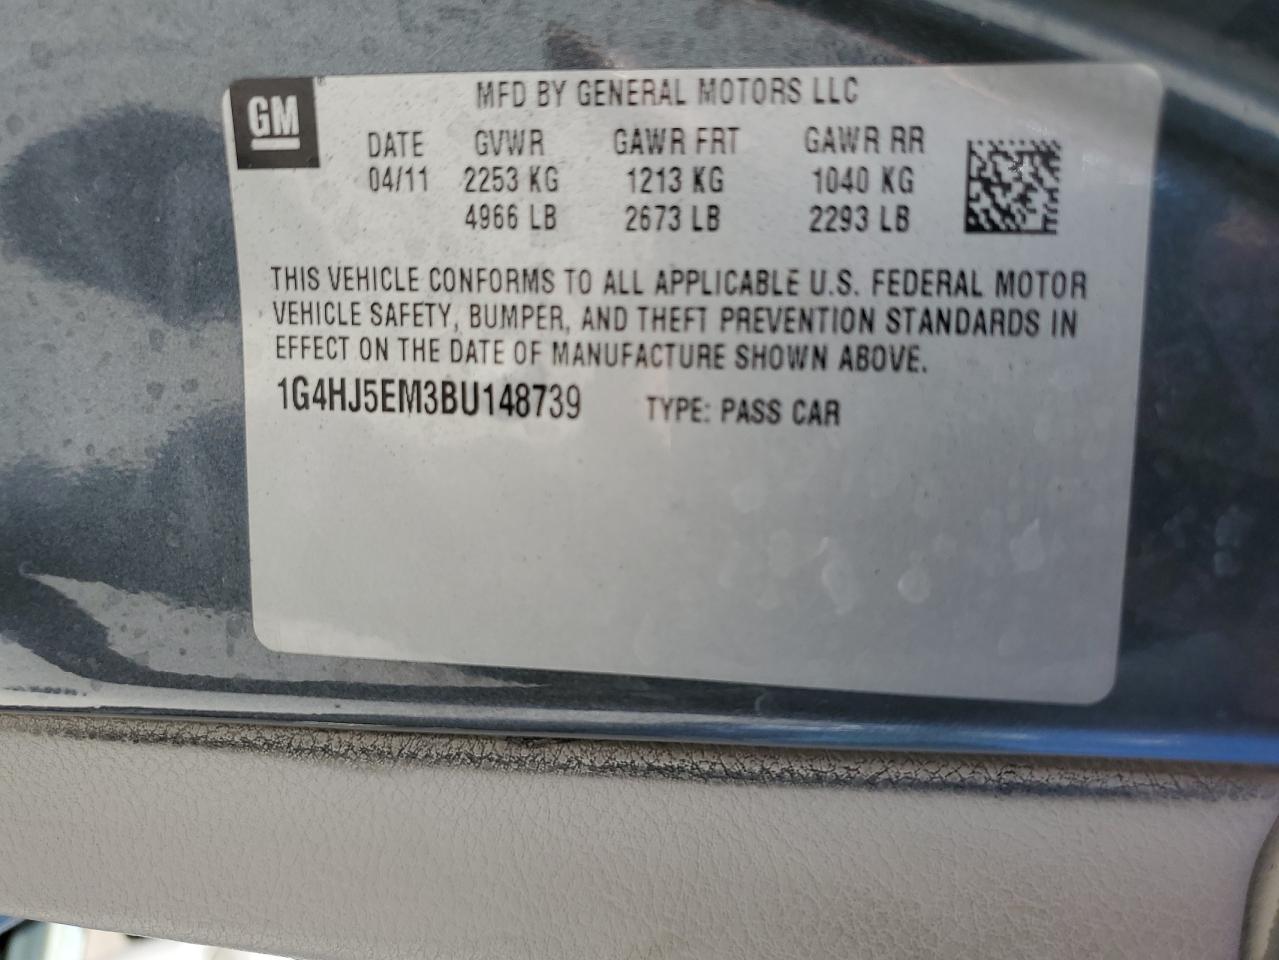 MFD BY GENERAL MOTORS LLC
GM
DATE GVWR GAWR FRT GAWR RR
04/11 2253 KG 1213 KG 1040 KG
4966 LB 2673 LB 2293 LB
THIS VEHICLE CONFORMS TO ALL APPLICABLE U.S. FEDERAL MOTOR
VEHICLE SAFETY, BUMPER, AND THEFT PREVENTION STANDARDS IN
EFFECT ON THE DATE OF MANUFACTURE SHOWN ABOVE.
1G4HJ5EM3BU148739 TYPE: PASS CAR